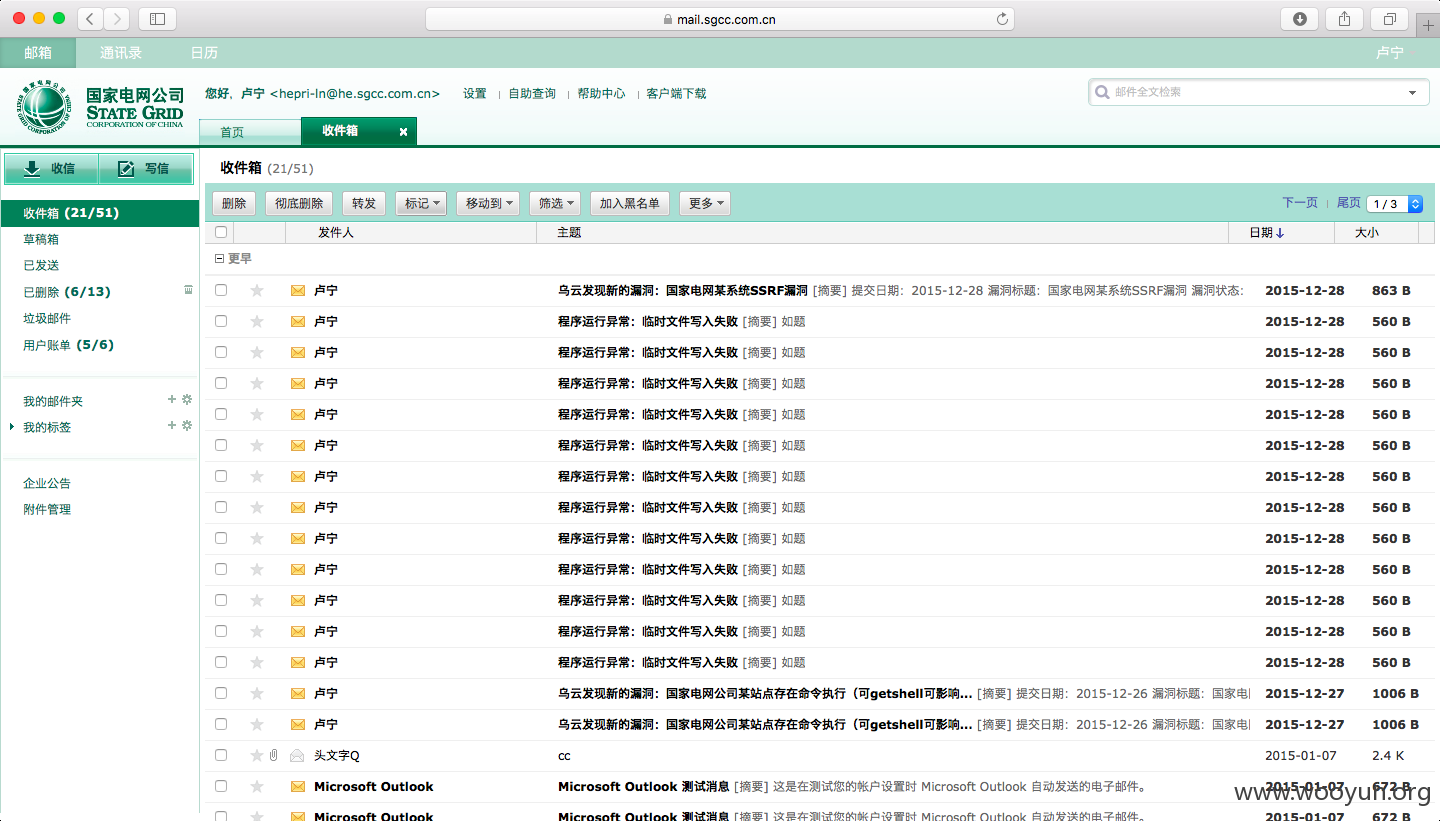 mail.sgcc.com.cn
邮箱 通讯录 日历 卢宁
国家电网公司
STATE GRID
CORPORATION OF CHINA
您好，卢宁 <hepri-ln@he.sgcc.com.cn> 设置 | 自助查询 | 帮助中心 | 客户端下载
邮件全文检索
首页 收件箱
收信 写信
收件箱 (21/51)
草稿箱
已发送
已删除 (6/13)
垃圾邮件
用户账单 (5/6)
我的邮件夹
我的标签
企业公告
附件管理
收件箱 (21/51)
删除 彻底删除 转发 标记 移动到 筛选 加入黑名单 更多 下一页 | 尾页 1 / 3
发件人 主题 日期 大小
更早
卢宁 乌云发现新的漏洞：国家电网某系统SSRF漏洞 [摘要] 提交日期：2015-12-28 漏洞标题：国家电网某系统SSRF漏洞 漏洞状态： 2015-12-28 863 B
卢宁 程序运行异常：临时文件写入失败 [摘要] 如题 2015-12-28 560 B
卢宁 程序运行异常：临时文件写入失败 [摘要] 如题 2015-12-28 560 B
卢宁 程序运行异常：临时文件写入失败 [摘要] 如题 2015-12-28 560 B
卢宁 程序运行异常：临时文件写入失败 [摘要] 如题 2015-12-28 560 B
卢宁 程序运行异常：临时文件写入失败 [摘要] 如题 2015-12-28 560 B
卢宁 程序运行异常：临时文件写入失败 [摘要] 如题 2015-12-28 560 B
卢宁 程序运行异常：临时文件写入失败 [摘要] 如题 2015-12-28 560 B
卢宁 程序运行异常：临时文件写入失败 [摘要] 如题 2015-12-28 560 B
卢宁 程序运行异常：临时文件写入失败 [摘要] 如题 2015-12-28 560 B
卢宁 程序运行异常：临时文件写入失败 [摘要] 如题 2015-12-28 560 B
卢宁 程序运行异常：临时文件写入失败 [摘要] 如题 2015-12-28 560 B
卢宁 程序运行异常：临时文件写入失败 [摘要] 如题 2015-12-28 560 B
卢宁 乌云发现新的漏洞：国家电网公司某站点存在命令执行（可getshell可影响... [摘要] 提交日期：2015-12-26 漏洞标题：国家电 2015-12-27 1006 B
卢宁 乌云发现新的漏洞：国家电网公司某站点存在命令执行（可getshell可影响... [摘要] 提交日期：2015-12-26 漏洞标题：国家电 2015-12-27 1006 B
头文字Q cc 2015-01-07 2.4 K
Microsoft Outlook Microsoft Outlook 测试消息 [摘要] 这是在测试您的帐户设置时 Microsoft Outlook 自动发送的电子邮件。 2015-01-07 672 B
Microsoft Outlook Microsoft Outlook 测试消息 [摘要] 这是在测试您的帐户设置时 Microsoft Outlook 自动发送的电子邮件。 2015-01-07 672 B
www.wooyun.org